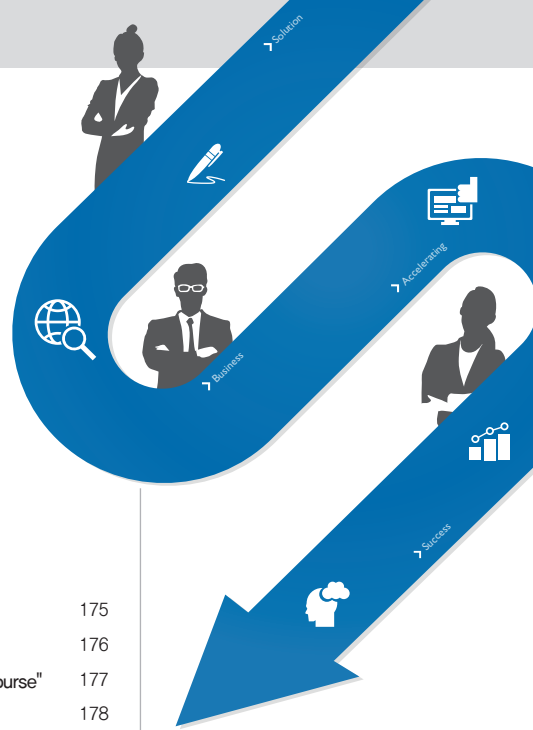 Solution
Accelerating
Business
Success
175
176
ourse" 177
178